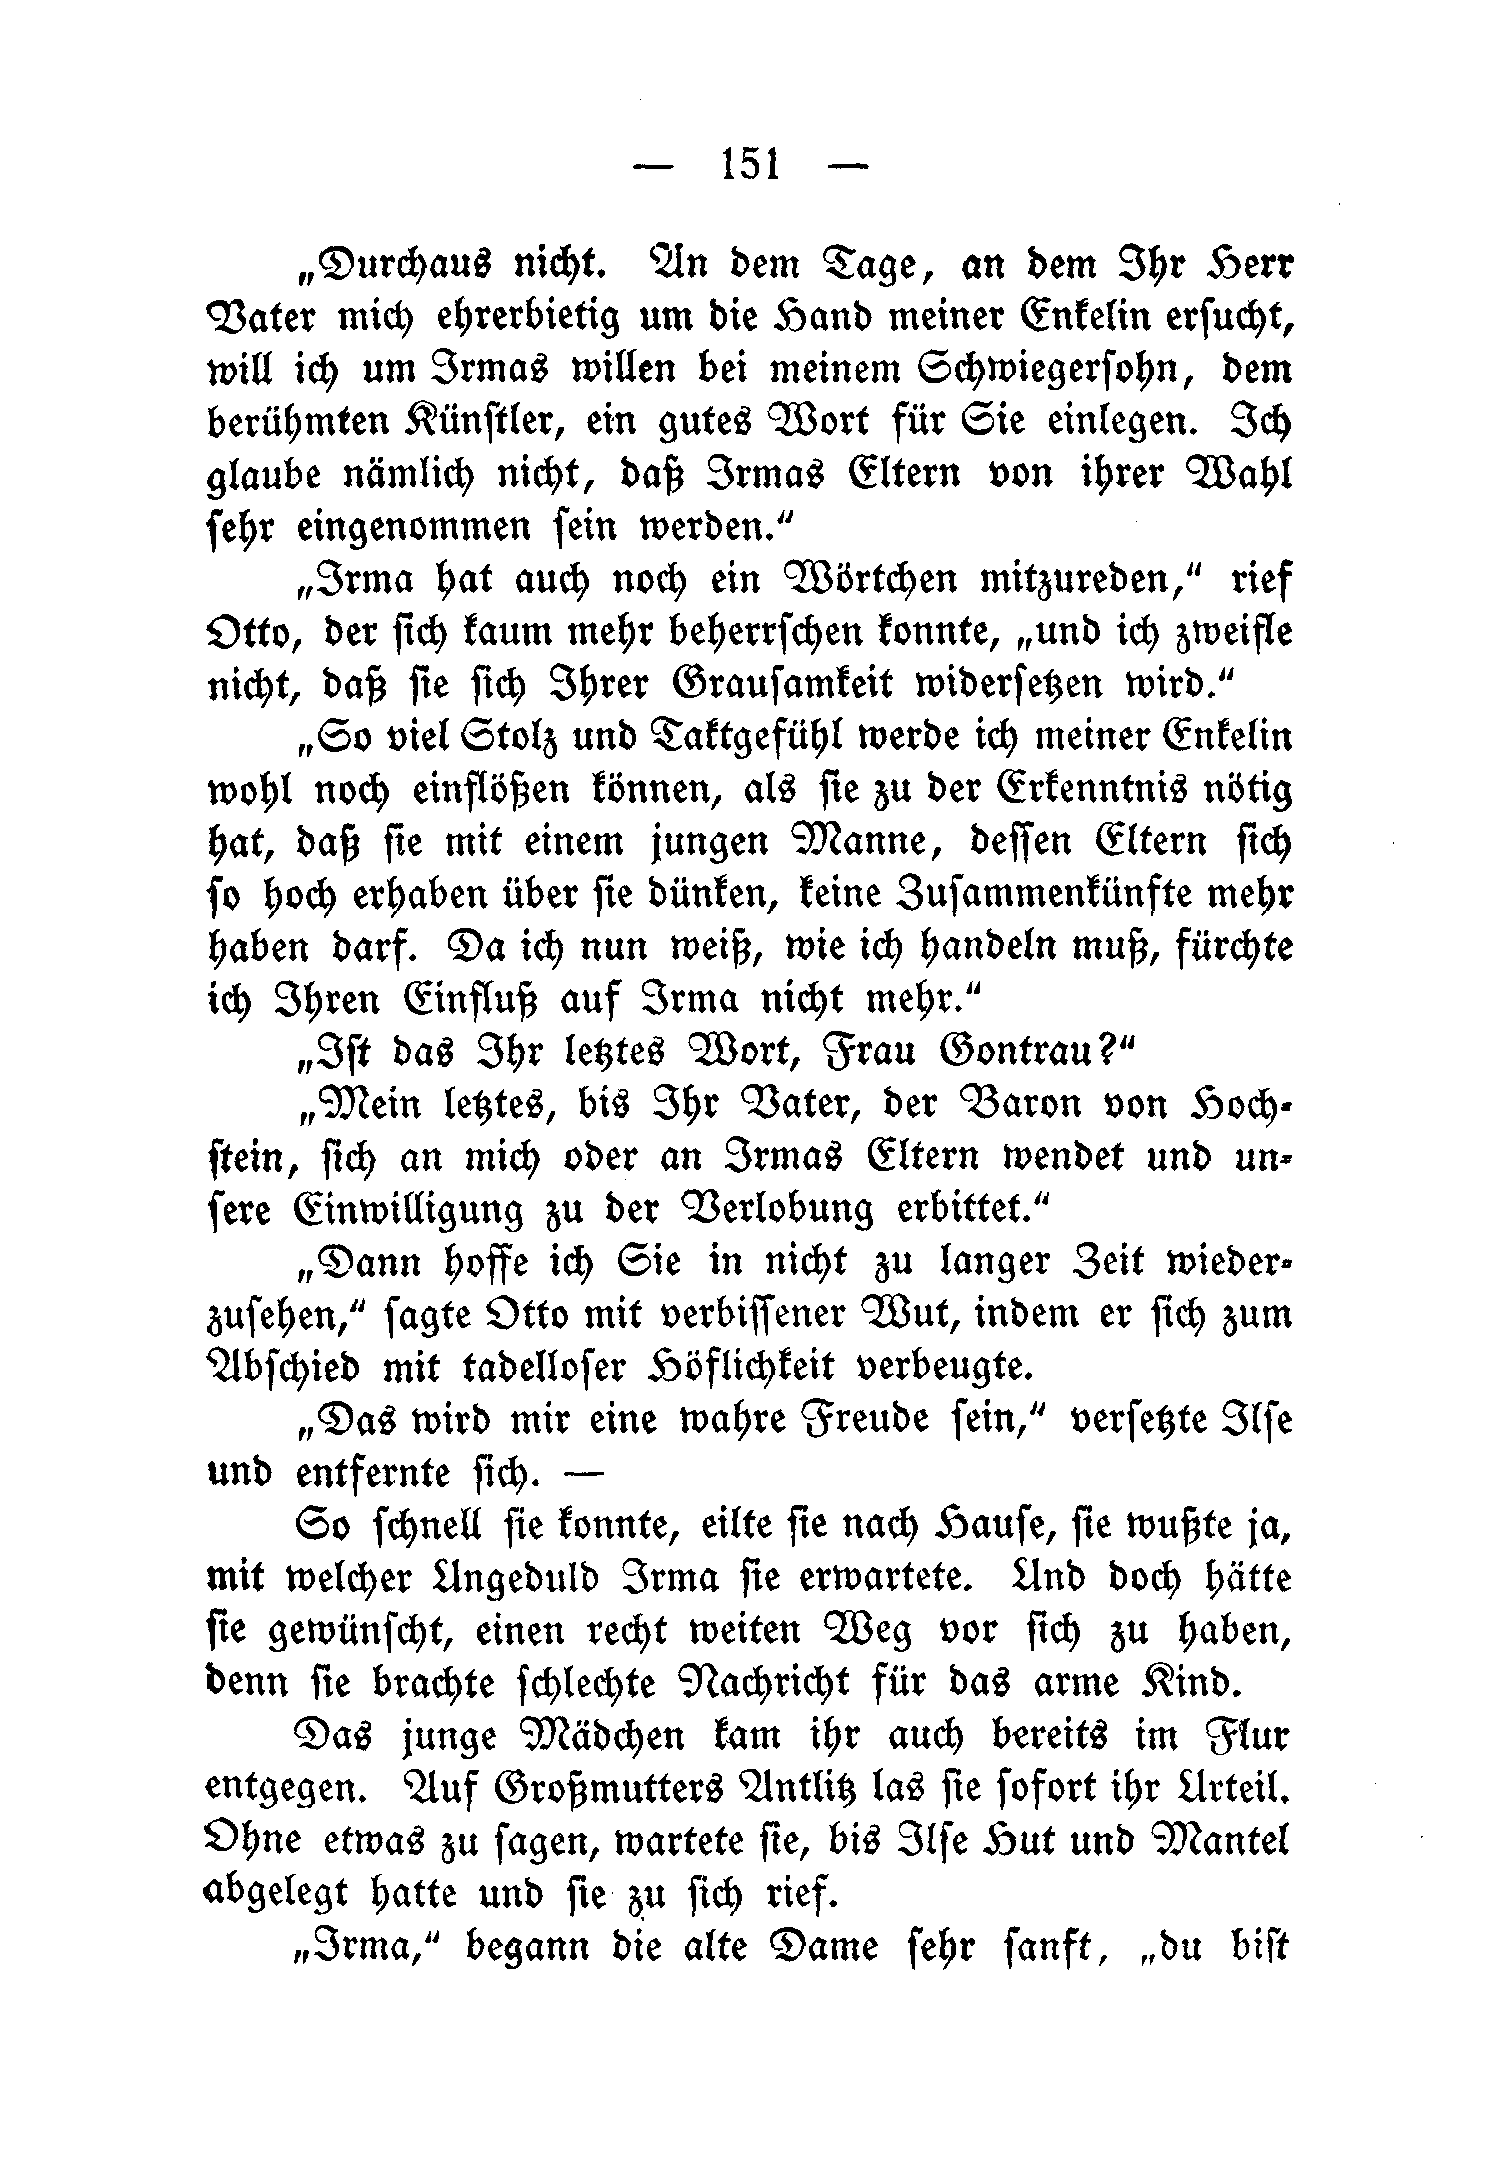 — 151 —
„Durchaus nicht. An dem Tage, an dem Ihr Herr
Vater mich ehrerbietig um die Hand meiner Enkelin ersucht,
will ich um Irmas willen bei meinem Schwiegersohn, dem
berühmten Künstler, ein gutes Wort für Sie einlegen. Ich
glaube nämlich nicht, daß Irmas Eltern von ihrer Wahl
sehr eingenommen sein werden.“
„Irma hat auch noch ein Wörtchen mitzureden,“ rief
Otto, der sich kaum mehr beherrschen konnte, „und ich zweifle
nicht, daß sie sich Ihrer Grausamkeit widersetzen wird.“
„So viel Stolz und Taktgefühl werde ich meiner Enkelin
wohl noch einflößen können, als sie zu der Erkenntnis nötig
hat, daß sie mit einem jungen Manne, dessen Eltern sich
so hoch erhaben über sie dünken, keine Zusammenkünfte mehr
haben darf. Da ich nun weiß, wie ich handeln muß, fürchte
ich Ihren Einfluß auf Irma nicht mehr.“
„Ist das Ihr letztes Wort, Frau Gontrau?“
„Mein letztes, bis Ihr Vater, der Baron von Hoch-
stein, sich an mich oder an Irmas Eltern wendet und un-
sere Einwilligung zu der Verlobung erbittet.“
„Dann hoffe ich Sie in nicht zu langer Zeit wieder-
zusehen,“ sagte Otto mit verbissener Wut, indem er sich zum
Abschied mit tadelloser Höflichkeit verbeugte.
„Das wird mir eine wahre Freude sein,“ versetzte Ilse
und entfernte sich. —
So schnell sie konnte, eilte sie nach Hause, sie wußte ja,
mit welcher Ungeduld Irma sie erwartete. Und doch hätte
sie gewünscht, einen recht weiten Weg vor sich zu haben,
denn sie brachte schlechte Nachricht für das arme Kind.
Das junge Mädchen kam ihr auch bereits im Flur
entgegen. Auf Großmutters Antlitz las sie sofort ihr Urteil.
Ohne etwas zu sagen, wartete sie, bis Ilse Hut und Mantel
abgelegt hatte und sie zu sich rief.
„Irma,“ begann die alte Dame sehr sanft, „du bist